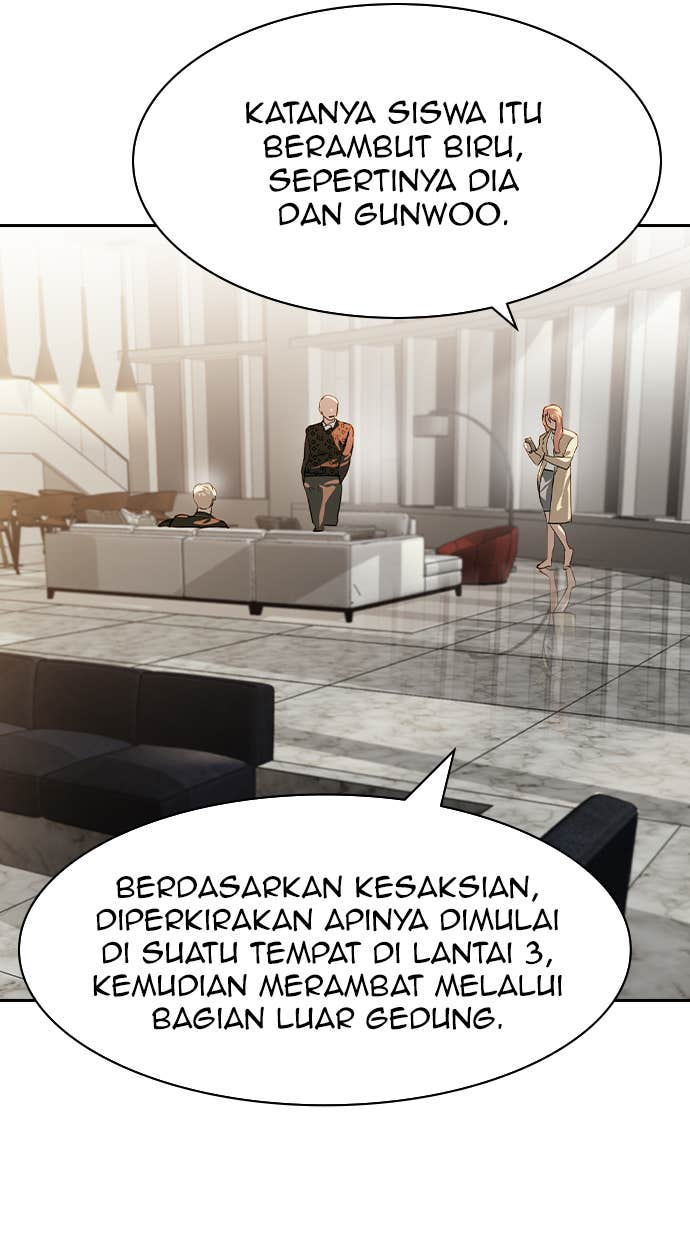 KATANYA SISWA ITU
BERAMBUT BIRU,
SEPERTINYA DIA
DAN GUNWOO.
BERDASARKAN KESAKSIAN,
DIPERKIRAKAN APINYA DIMULAI
DI SUATU TEMPAT DI LANTAI 3,
KEMUDIAN MERAMBAT MELALUI
BAGIAN LUAR GEDUNG.